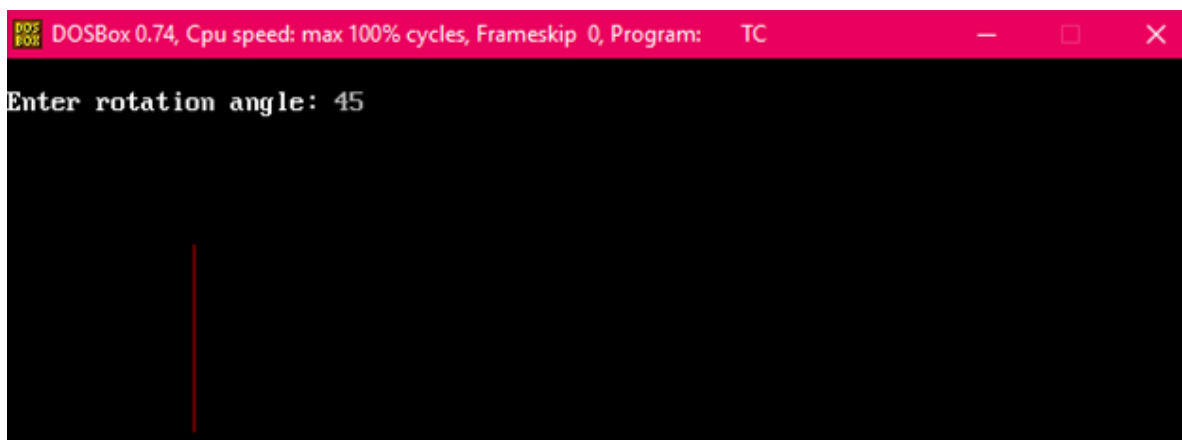 DOSBox 0.74, Cpu speed: max 100% cycles, Frameskip 0, Program: TC
Enter rotation angle: 45